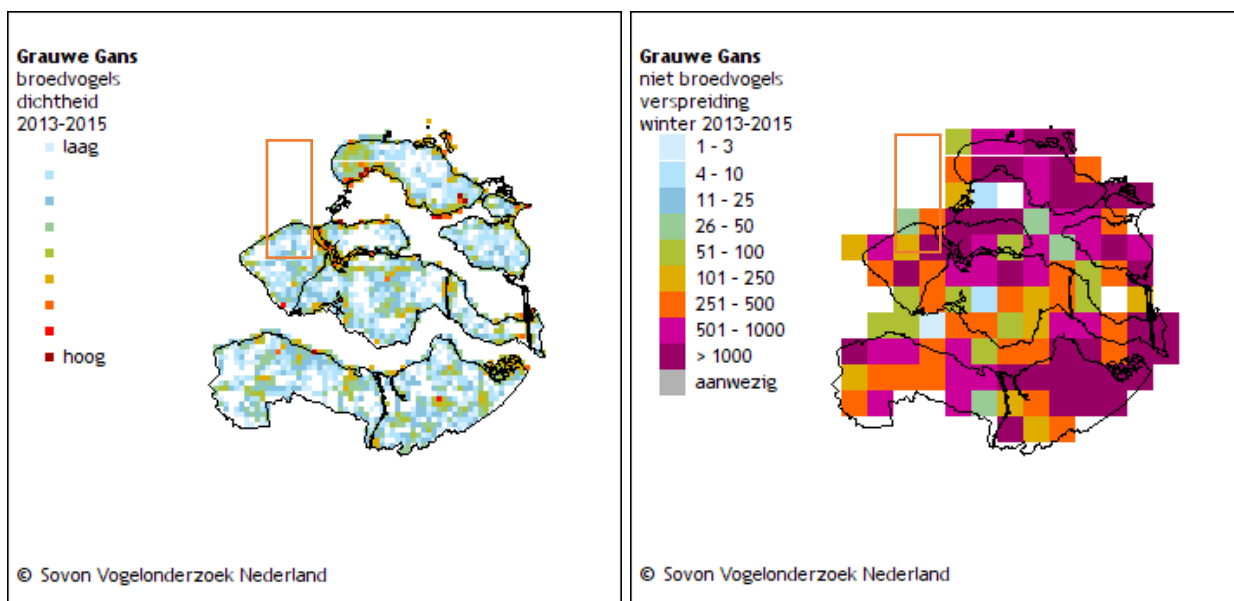 Grauwe Gans
broedvogels
dichtheid
2013-2015
laag
hoog
© Sovon Vogelonderzoek Nederland
Grauwe Gans
niet broedvogels
verspreiding
winter 2013-2015
1 - 3
4 - 10
11 - 25
26 - 50
51 - 100
101 - 250
251 - 500
501 - 1000
> 1000
aanwezig
© Sovon Vogelonderzoek Nederland